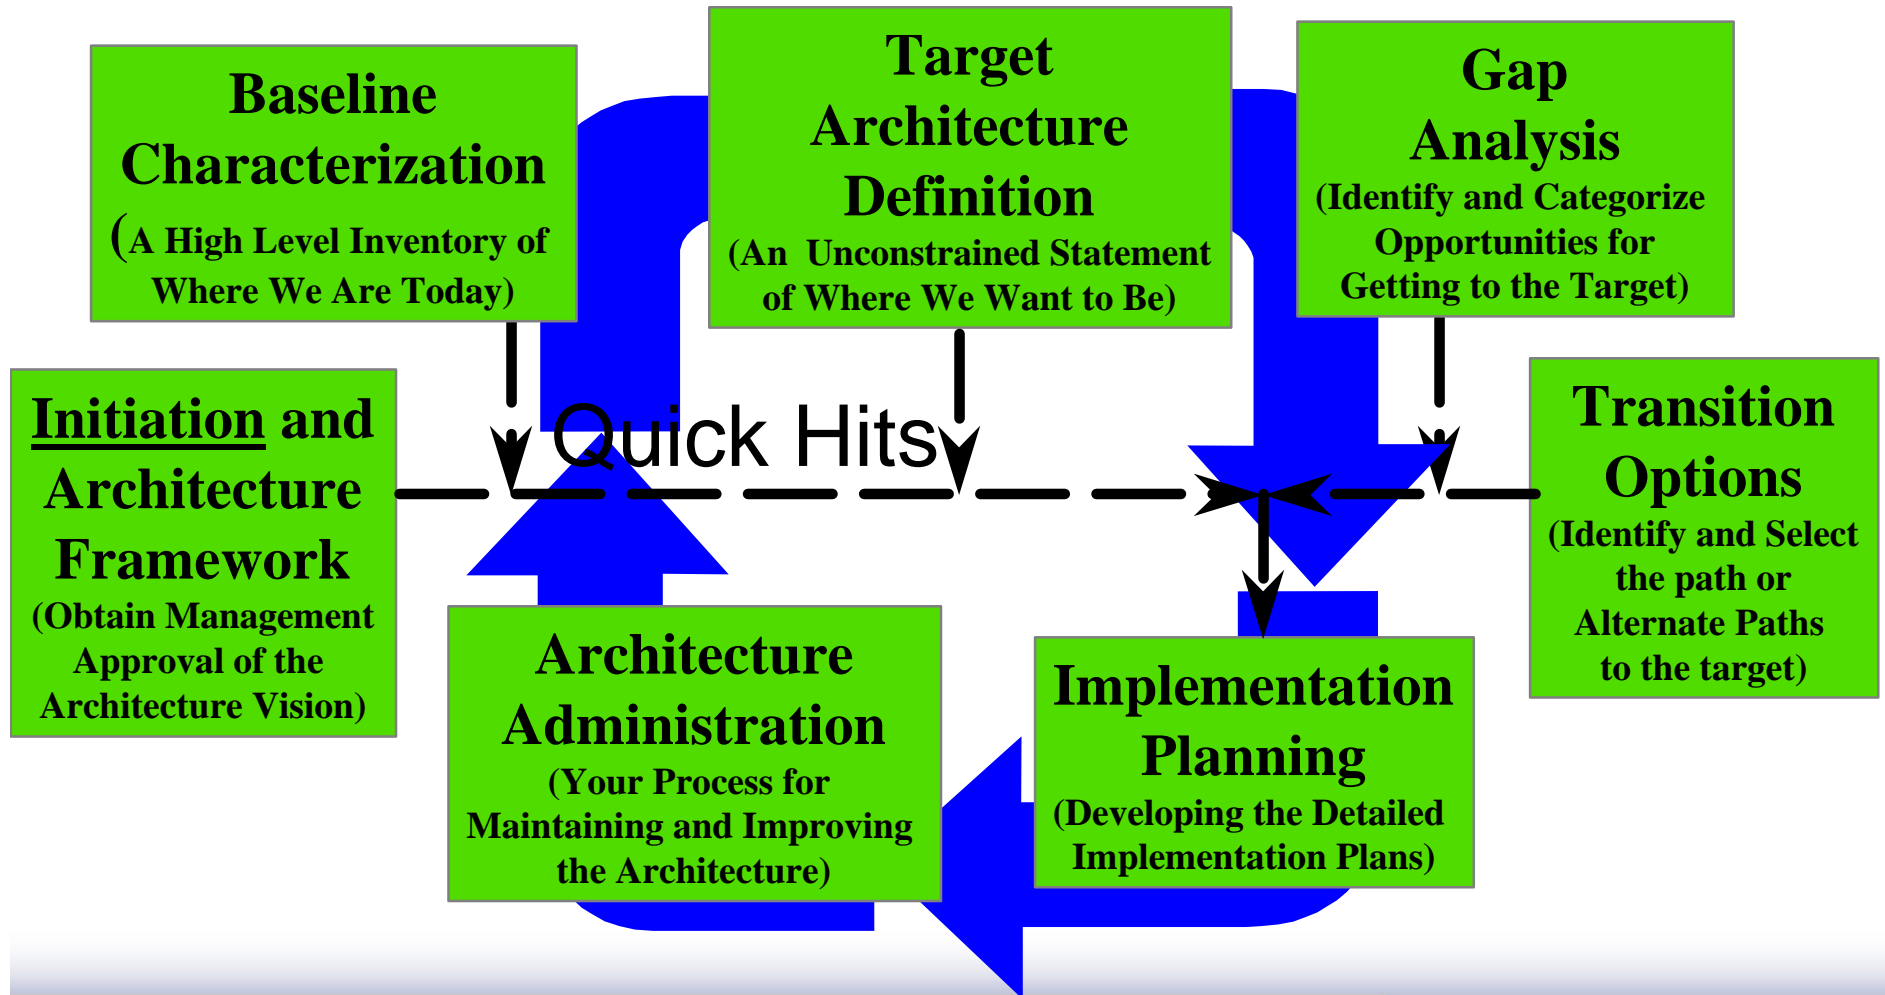 Baseline
Characterization
(A High Level Inventory of
Where We Are Today)
Target
Architecture
Definition
(An  Unconstrained Statement
of Where We Want to Be)
Gap
Analysis
(Identify and Categorize
Opportunities for
Getting to the Target)
Initiation and
Architecture
Framework
(Obtain Management
Approval of the
Architecture Vision)
Quick Hits
Transition
Options
(Identify and Select
the path or
Alternate Paths
to the target)
Architecture
Administration
(Your Process for
Maintaining and Improving
the Architecture)
Implementation
Planning
(Developing the Detailed
Implementation Plans)